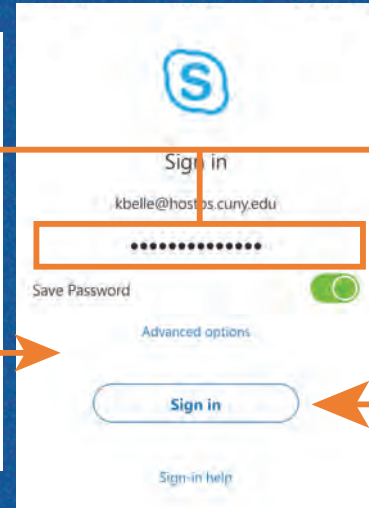 S
Sign in
kbelle@hostos.cuny.edu
••••••••••••••
Save Password
Advanced options
Sign in
Sign-in help